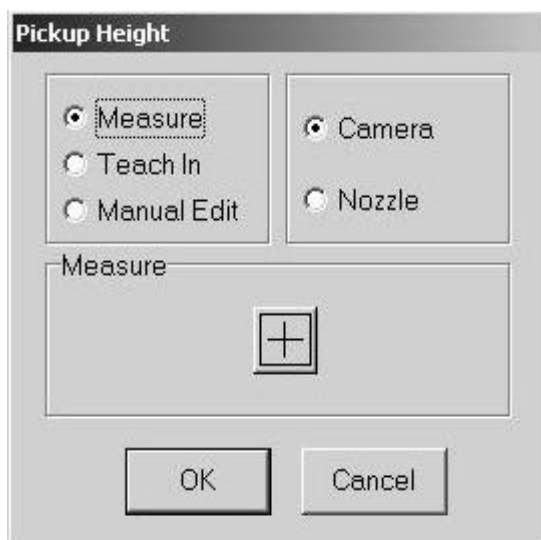 Pickup Height
Measure
Teach In
Manual Edit
Camera
Nozzle
Measure
OK
Cancel